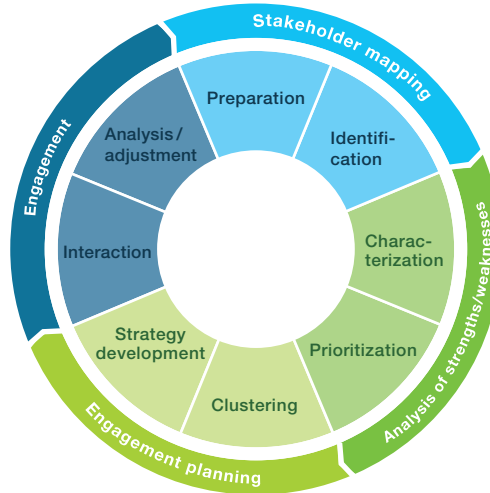 Stakeholder mapping
Preparation
Identifi-
cation
Analysis of strengths/weaknesses
Charac-
terization
Prioritization
Engagement planning
Clustering
Strategy
development
Engagement
Interaction
Analysis/
adjustment